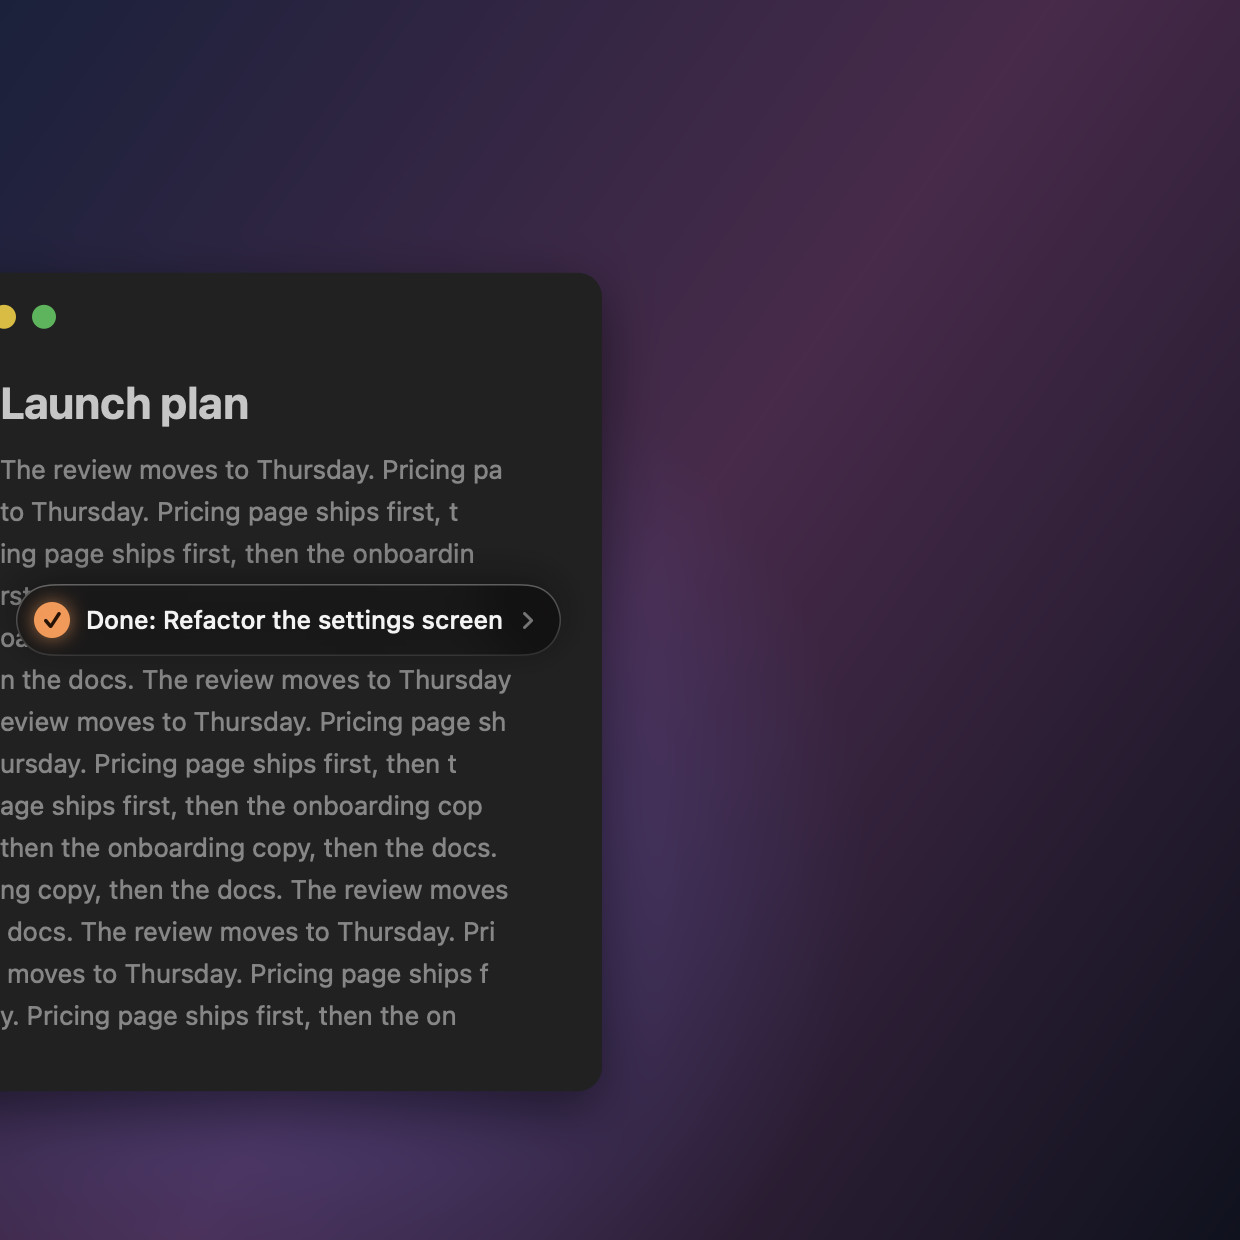 Launch plan
The review moves to Thursday. Pricing pa
to Thursday. Pricing page ships first, t
ing page ships first, then the onboardin
rst
Done: Refactor the settings screen
oa
n the docs. The review moves to Thursday
eview moves to Thursday. Pricing page sh
ursday. Pricing page ships first, then t
age ships first, then the onboarding cop
then the onboarding copy, then the docs.
ng copy, then the docs. The review moves
docs. The review moves to Thursday. Pri
moves to Thursday. Pricing page ships f
y. Pricing page ships first, then the on